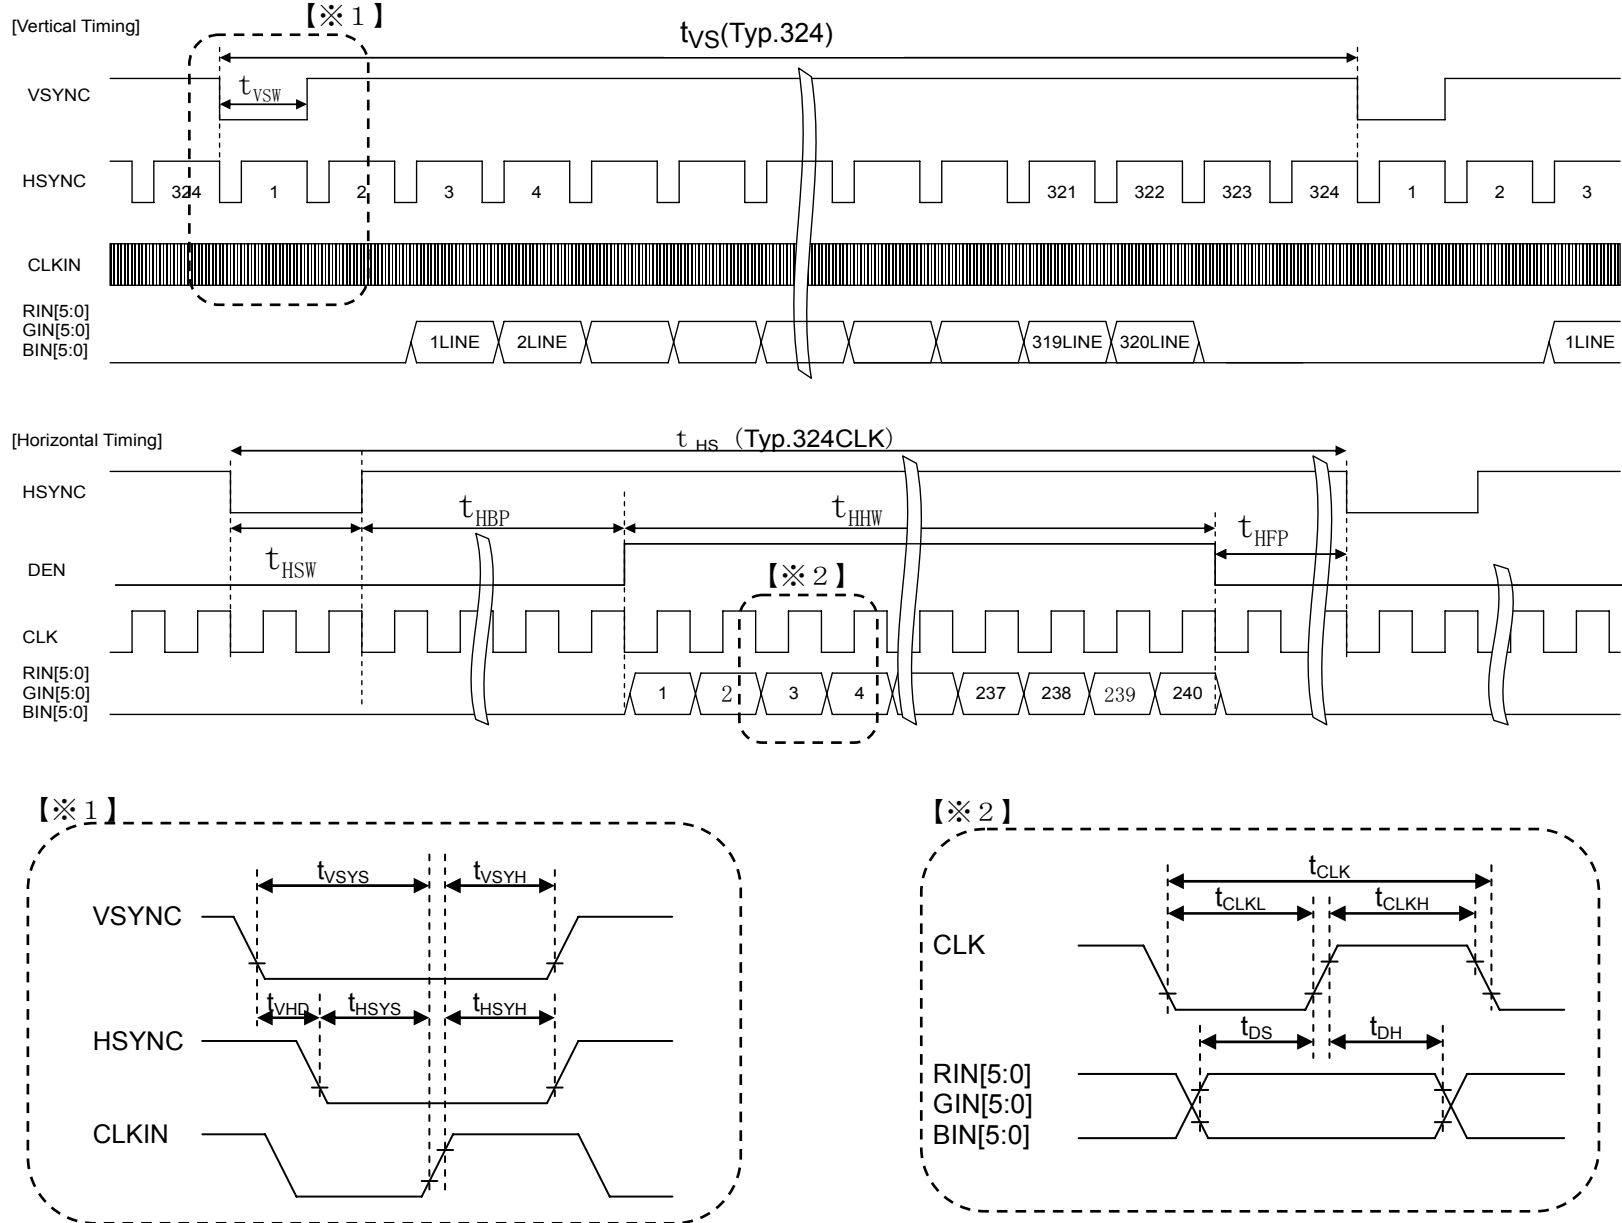 [Vertical Timing]
【※1】
tVS(Typ.324)
VSYNC
tVSW
HSYNC
324 1 2 3 4 321 322 323 324 1 2 3
CLKIN
RIN[5:0]
GIN[5:0]
BIN[5:0]
1LINE 2LINE 319LINE 320LINE 1LINE
[Horizontal Timing]
t HS (Typ.324CLK)
HSYNC
tHBP tHHW tHFP
tHSW
DEN
【※2】
CLK
RIN[5:0]
GIN[5:0]
BIN[5:0]
1 2 3 4 237 238 239 240
【※1】
tVSYS tVSYH
VSYNC
tVHD tHSYS tHSYH
HSYNC
CLKIN
【※2】
tCLK
tCLKL tCLKH
CLK
tDS tDH
RIN[5:0]
GIN[5:0]
BIN[5:0]